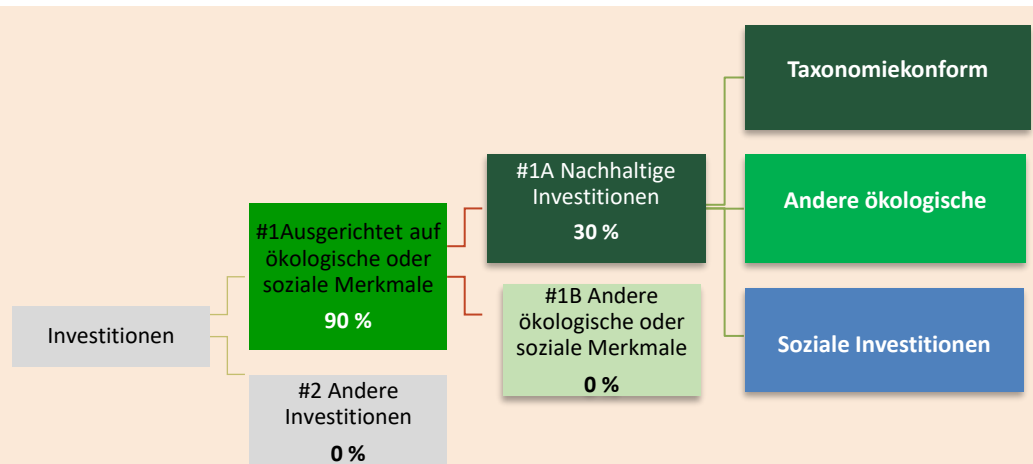 Investitionen
#1Ausgerichtet auf
ökologische oder
soziale Merkmale
90 %
#2 Andere
Investitionen
0 %
#1A Nachhaltige
Investitionen
30 %
#1B Andere
ökologische oder
soziale Merkmale
0 %
Taxonomiekonform
Andere ökologische
Soziale Investitionen